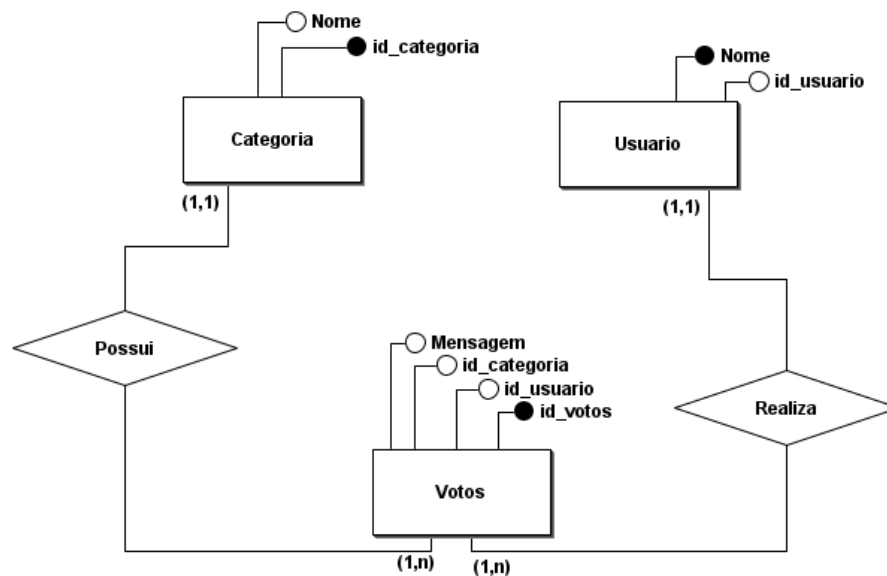 Nome
id_categoria
Categoria
(1,1)
Nome
id_usuario
Usuario
(1,1)
Possui
Mensagem
id_categoria
id_usuario
id_votos
Realiza
Votos
(1,n)
(1,n)